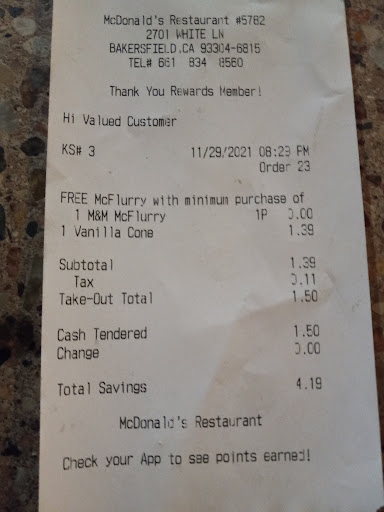 McDonald's Restaurant #5762
2701 WHITE LN
BAKERSFIELD,CA 93304-6815
TEL# 661 834 8560
Thank You Rewards Member!
Hi Valued Customer
KS# 3 11/29/2021 08:29 PM
Order 23
FREE McFlurry with minimum purchase of
1 M&M McFlurry 1P 0.00
1 Vanilla Cone 1.39
Subtotal 1.39
Tax 0.11
Take-Out Total 1.50
Cash Tendered 1.50
Change 0.00
Total Savings 4.19
McDonald's Restaurant
Check your App to see points earned!